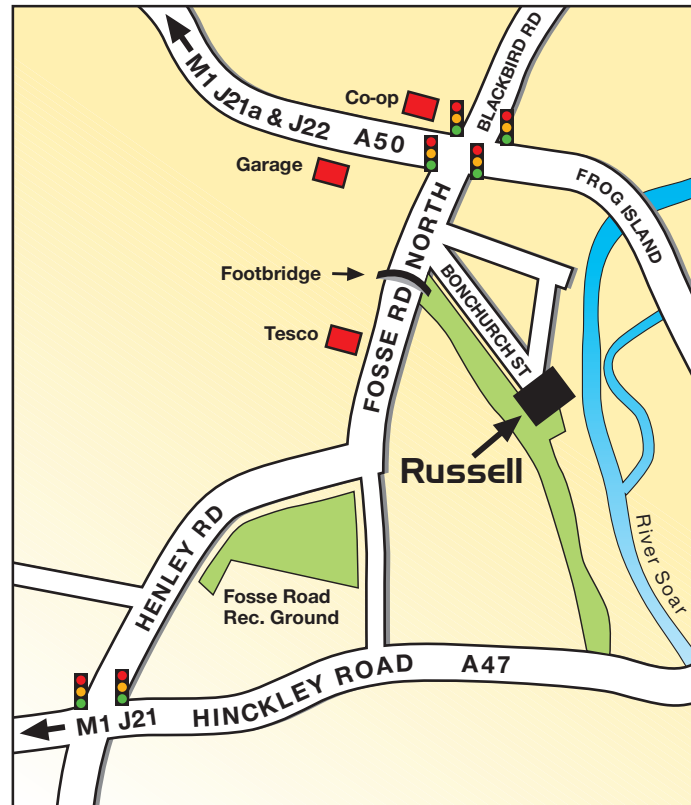 M1 J21a & J22 A50
Co-op
BLACKBIRD RD
Garage
FROG ISLAND
Footbridge
FOSSE RD NORTH
BONCHURCH ST
Tesco
Russell
HENLEY RD
Fosse Road
Rec. Ground
River Soar
HINCKLEY ROAD A47
M1 J21